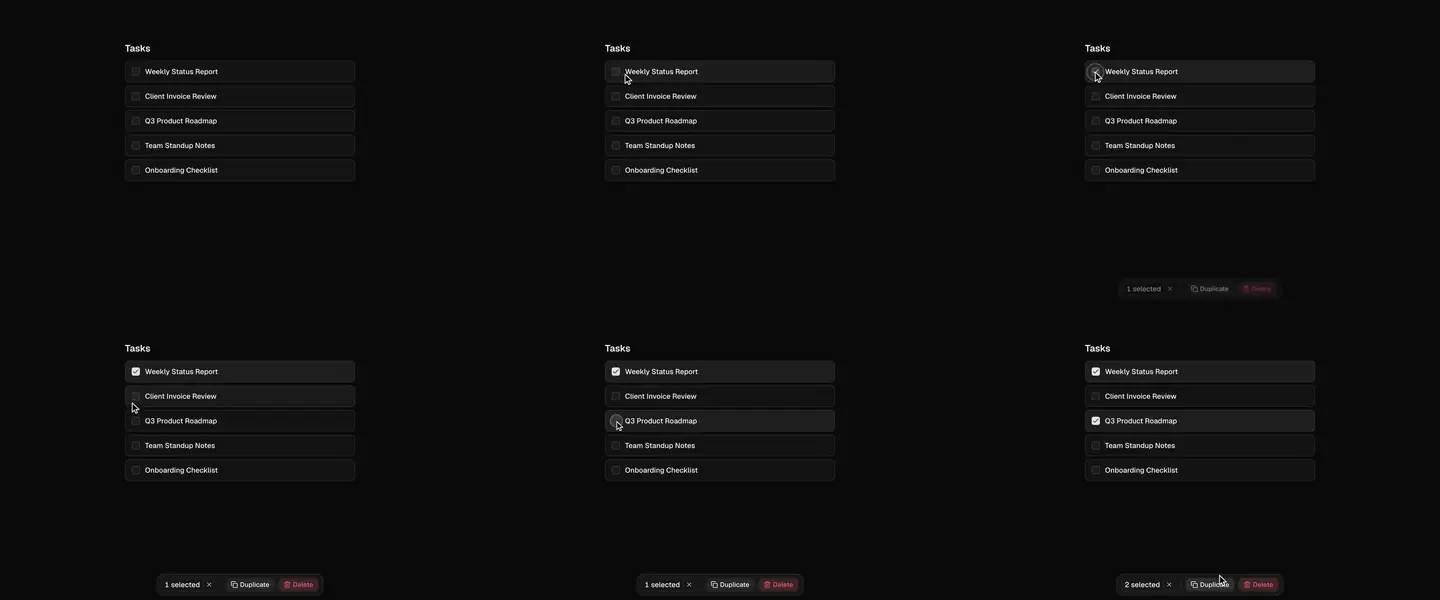 Tasks
Weekly Status Report
Client Invoice Review
Q3 Product Roadmap
Team Standup Notes
Onboarding Checklist
Tasks
Weekly Status Report
Client Invoice Review
Q3 Product Roadmap
Team Standup Notes
Onboarding Checklist
Tasks
Weekly Status Report
Client Invoice Review
Q3 Product Roadmap
Team Standup Notes
Onboarding Checklist
1 selected × Duplicate Delete
Tasks
Weekly Status Report
Client Invoice Review
Q3 Product Roadmap
Team Standup Notes
Onboarding Checklist
1 selected × Duplicate Delete
Tasks
Weekly Status Report
Client Invoice Review
Q3 Product Roadmap
Team Standup Notes
Onboarding Checklist
1 selected × Duplicate Delete
Tasks
Weekly Status Report
Client Invoice Review
Q3 Product Roadmap
Team Standup Notes
Onboarding Checklist
2 selected × Duplicate Delete